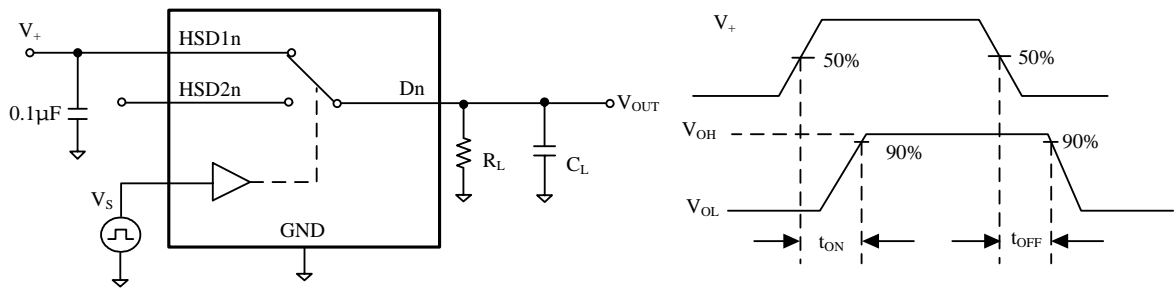 V+
HSD1n
HSD2n
Dn
VOUT
0.1µF
RL
CL
VS
GND
V+
50%
50%
VOH
90%
90%
VOL
tON
tOFF